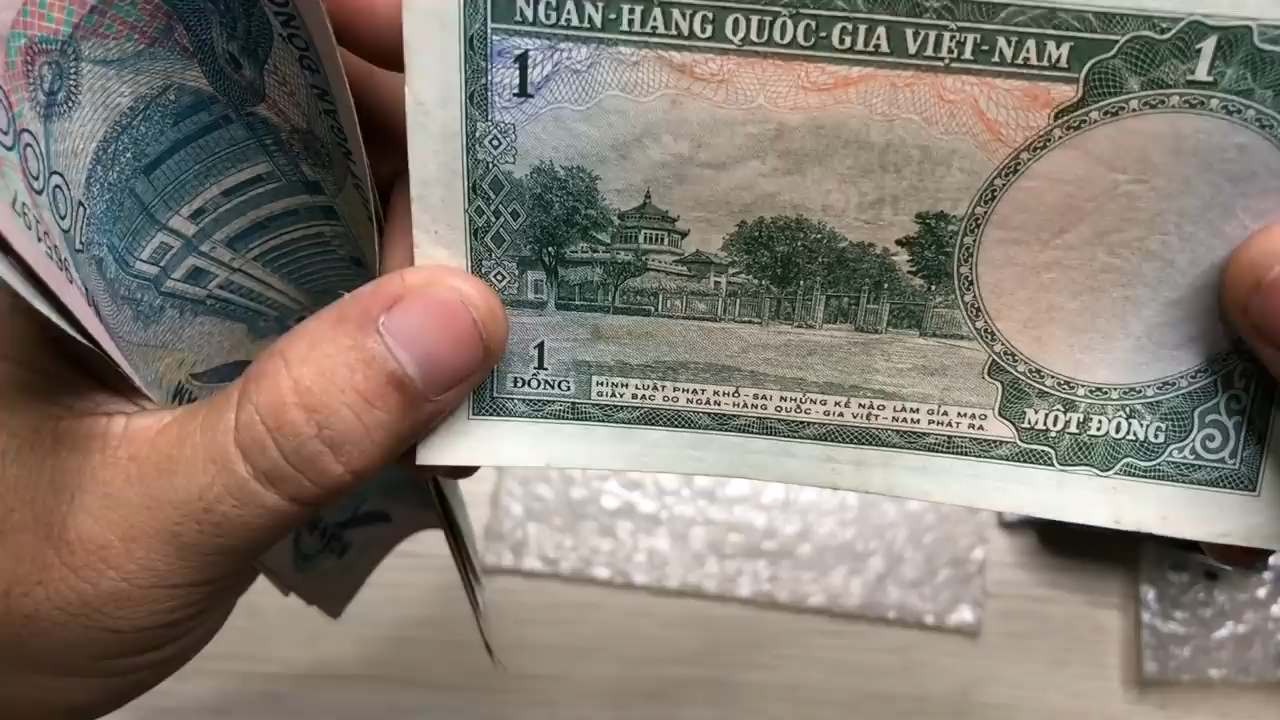 NGÂN-HÀNG QUỐC-GIA VIỆT-NAM
1
1
1
ĐỒNG
HÌNH LUẬT PHẠT KHỔ-SAI NHỮNG KẺ NÀO LÀM GIẢ MẠO
GIẤY BẠC DO NGÂN-HÀNG QUỐC-GIA VIỆT-NAM PHÁT RA.
MỘT ĐỒNG